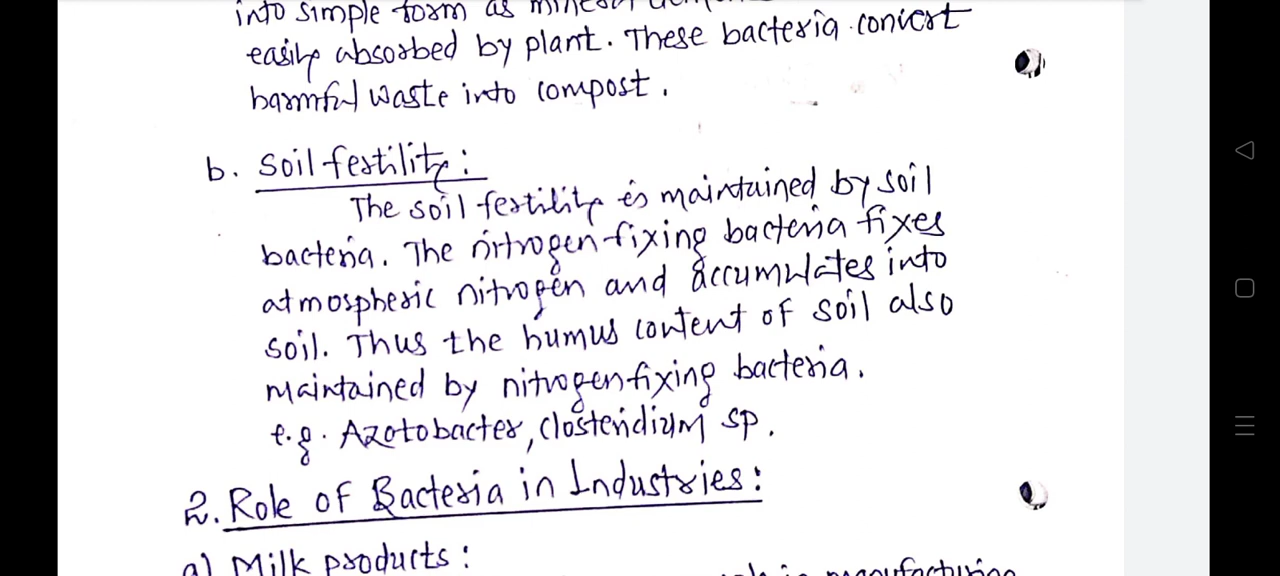 into simple form as
easily absorbed by plant. These bacteria convert
harmful waste into compost.
b. Soil fertility:
The soil fertility is maintained by soil
bacteria. The nitrogen-fixing bacteria fixes
atmospheric nitrogen and accumulates into
soil. Thus the humus content of soil also
maintained by nitrogen fixing bacteria.
e.g. Azotobacter, Clostendium sp.
2. Role of Bacteria in Industries:
a) Milk products:
manufacturing